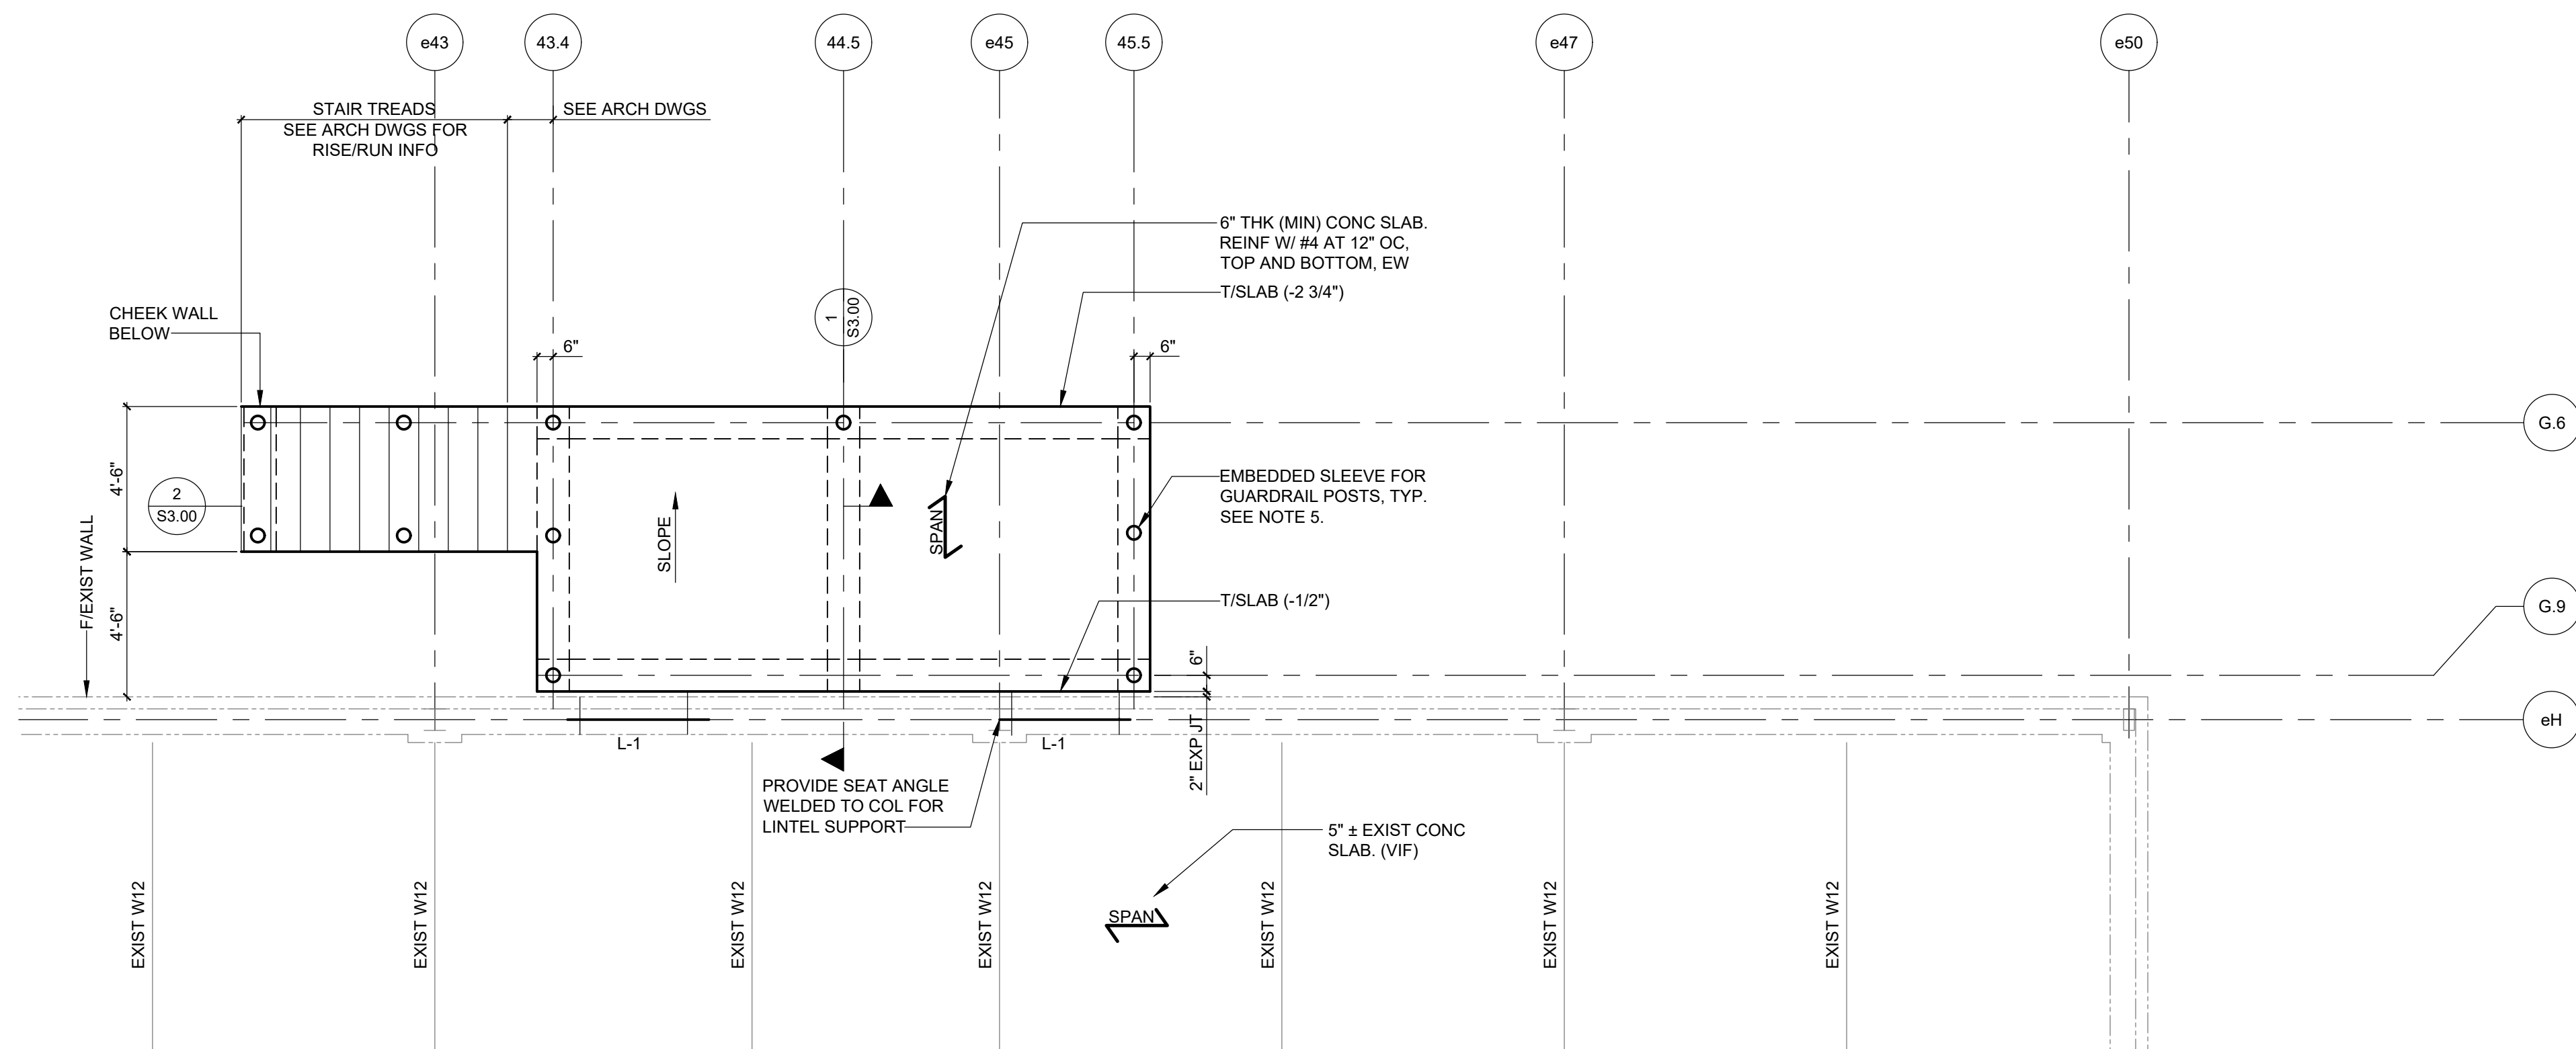 e43
43.4
44.5
e45
45.5
e47
e50
STAIR TREADS
SEE ARCH DWGS FOR
RISE/RUN INFO
SEE ARCH DWGS
6" THK (MIN) CONC SLAB.
REINF W/ #4 AT 12" OC,
TOP AND BOTTOM, EW
T/SLAB (-2 3/4")
CHEEK WALL
BELOW
1
S3.00
6"
6"
G.6
4'-6"
2
S3.00
EMBEDDED SLEEVE FOR
GUARDRAIL POSTS, TYP.
SEE NOTE 5.
SLOPE
SPAN
F/EXIST WALL
4'-6"
T/SLAB (-1/2")
G.9
6"
eH
L-1
L-1
2" EXP JT
PROVIDE SEAT ANGLE
WELDED TO COL FOR
LINTEL SUPPORT
5" ± EXIST CONC
SLAB. (VIF)
SPAN
EXIST W12
EXIST W12
EXIST W12
EXIST W12
EXIST W12
EXIST W12
EXIST W12